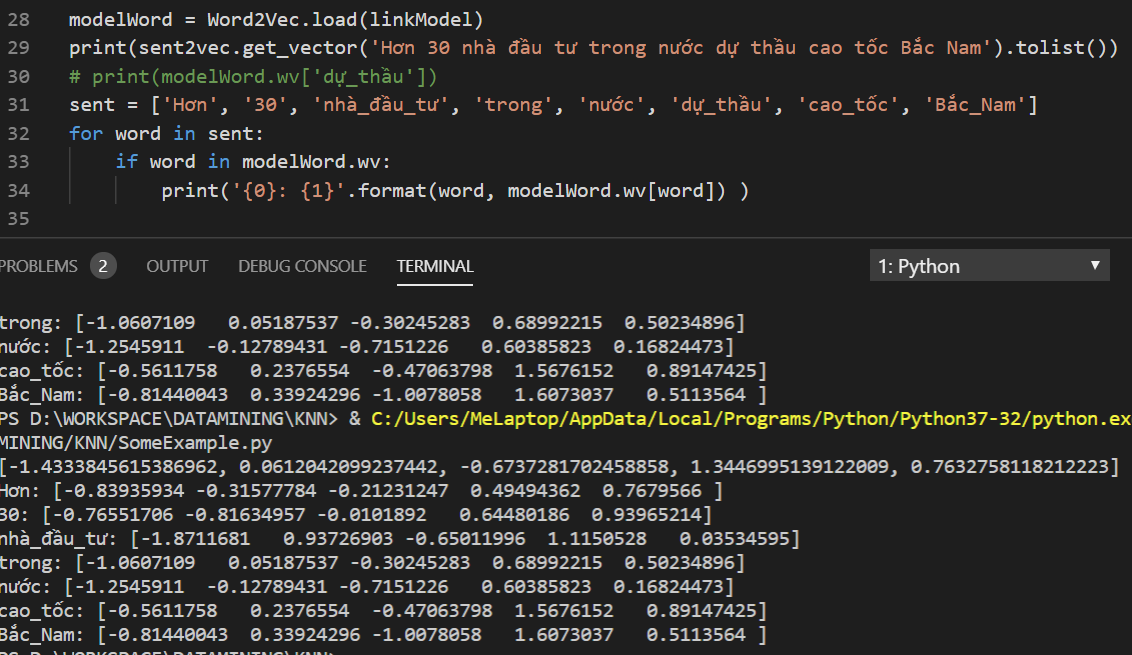 28 modelWord = Word2Vec.load(linkModel)
29 print(sent2vec.get_vector('Hơn 30 nhà đầu tư trong nước dự thầu cao tốc Bắc Nam').tolist())
30 # print(modelWord.wv['dự_thầu'])
31 sent = ['Hơn', '30', 'nhà_đầu_tư', 'trong', 'nước', 'dự_thầu', 'cao_tốc', 'Bắc_Nam']
32 for word in sent:
33 if word in modelWord.wv:
34 print('{0}: {1}'.format(word, modelWord.wv[word]) )
35
PROBLEMS 2 OUTPUT DEBUG CONSOLE TERMINAL 1: Python
trong: [-1.0607109 0.05187537 -0.30245283 0.68992215 0.50234896]
nước: [-1.2545911 -0.12789431 -0.7151226 0.60385823 0.16824473]
cao_tốc: [-0.5611758 0.2376554 -0.47063798 1.5676152 0.89147425]
Bắc_Nam: [-0.81440043 0.33924296 -1.0078058 1.6073037 0.5113564 ]
PS D:\WORKSPACE\DATAMINING\KNN> & C:/Users/MeLaptop/AppData/Local/Programs/Python/Python37-32/python.ex
MINING/KNN/SomeExample.py
[-1.4333845615386962, 0.0612042099237442, -0.6737281702458858, 1.3446995139122009, 0.7632758118212223]
Hơn: [-0.83935934 -0.31577784 -0.21231247 0.49494362 0.7679566 ]
30: [-0.76551706 -0.81634957 -0.0101892 0.64480186 0.93965214]
nhà_đầu_tư: [-1.8711681 0.93726903 -0.65011996 1.1150528 0.03534595]
trong: [-1.0607109 0.05187537 -0.30245283 0.68992215 0.50234896]
nước: [-1.2545911 -0.12789431 -0.7151226 0.60385823 0.16824473]
cao_tốc: [-0.5611758 0.2376554 -0.47063798 1.5676152 0.89147425]
Bắc_Nam: [-0.81440043 0.33924296 -1.0078058 1.6073037 0.5113564 ]
PS D:\WORKSPACE\DATAMINING\KNN>